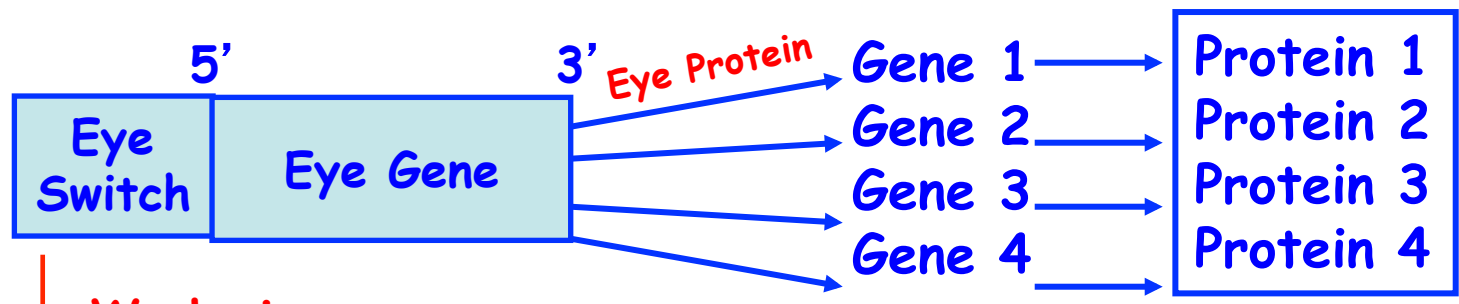 5’ 3’
Eye Protein
Eye
Switch
Eye Gene
Gene 1
Gene 2
Gene 3
Gene 4
Protein 1
Protein 2
Protein 3
Protein 4